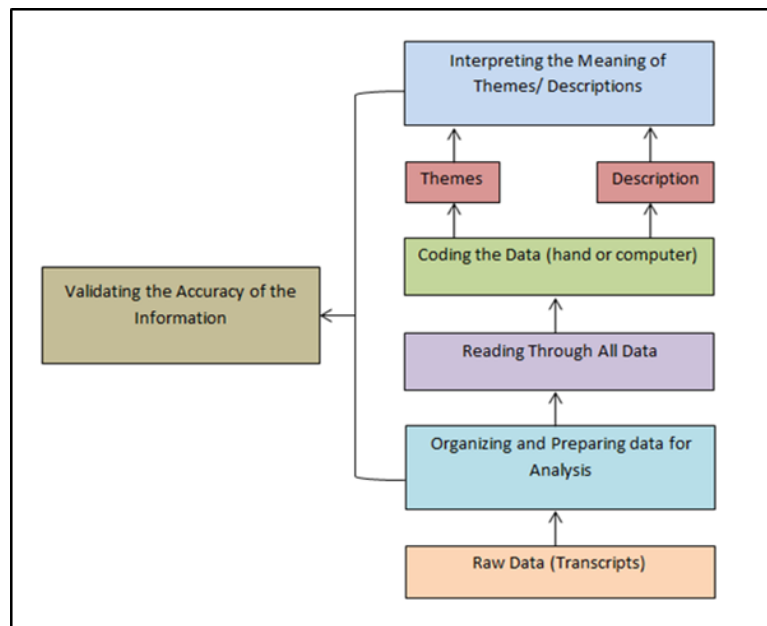 Interpreting the Meaning of
Themes/ Descriptions
Themes
Description
Coding the Data (hand or computer)
Validating the Accuracy of the
Information
Reading Through All Data
Organizing and Preparing data for
Analysis
Raw Data (Transcripts)